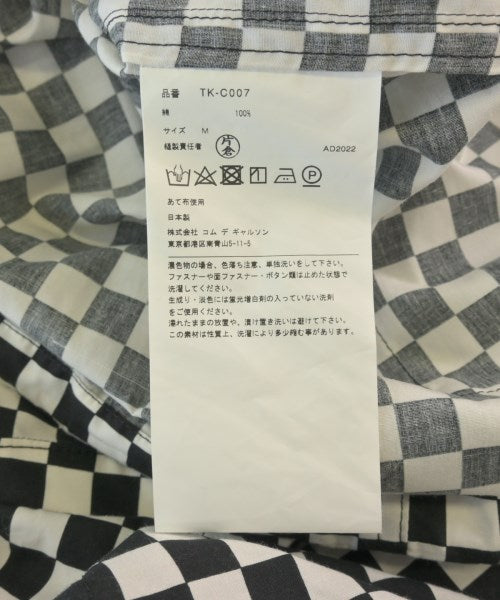 品番 TK-C007
綿 100%
サイズ M
縫製責任者 片倉 AD2022
あて布使用
日本製
株式会社 コム デ ギャルソン
東京都港区南青山5-11-5
濃色物の場合、色落ち注意、単独洗いをして下さい。
ファスナーや面ファスナー・ボタン類は止めた状態で
洗濯してください。
生成り・淡色には蛍光増白剤の入っていない洗剤
をご使用ください。
濡れたままの放置や、漬け置き洗いは避けて下さい。
この素材は性質上、洗濯により多少縮む事が有ります。